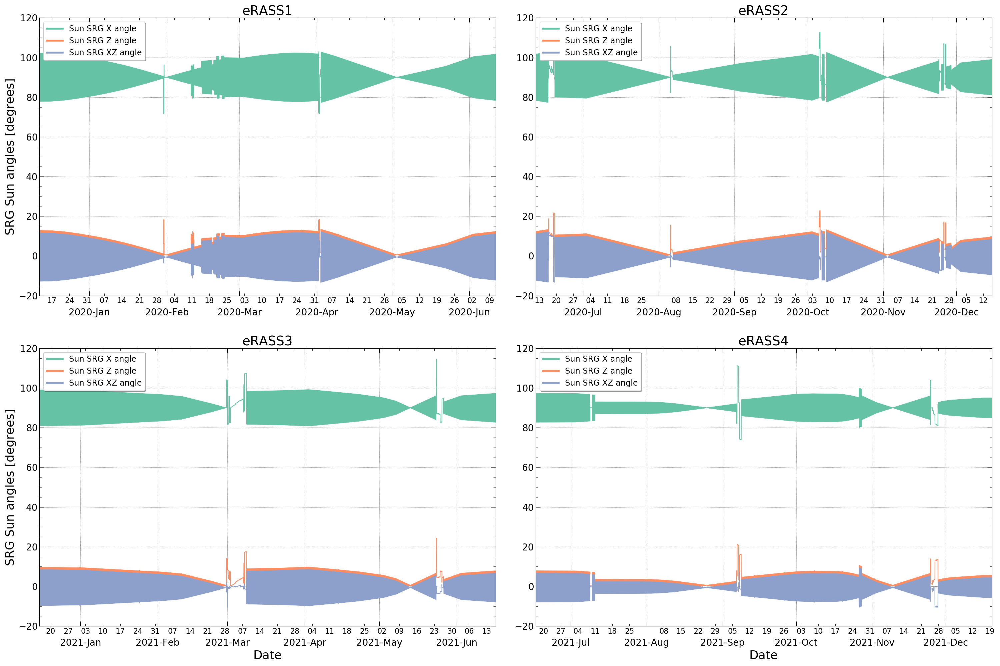 eRASS1
120
100
80
60
40
20
0
−20
SRG Sun angles [degrees]
Sun SRG X angle
Sun SRG Z angle
Sun SRG XZ angle
17 24 07 14 21 28 04 11 18 25 03 10 17 24 31 07 14 21 05 12 19 26 02 09
2020-Jan 2020-Feb 2020-Mar 2020-Apr 2020-May 2020-Jun
eRASS2
120
100
80
60
40
20
0
−20
Sun SRG X angle
Sun SRG Z angle
Sun SRG XZ angle
13 20 27 04 11 18 25 08 15 22 29 05 12 19 26 03 10 17 24 31 07 14 21 28 05 12
2020-Jul 2020-Aug 2020-Sep 2020-Oct 2020-Nov 2020-Dec
eRASS3
120
100
80
60
40
20
0
−20
SRG Sun angles [degrees]
Sun SRG X angle
Sun SRG Z angle
Sun SRG XZ angle
20 27 03 10 17 24 07 14 21 28 07 14 21 28 04 11 18 25 02 09 16 23 30 06 13
2021-Jan 2021-Feb 2021-Mar 2021-Apr 2021-May 2021-Jun
Date
eRASS4
120
100
80
60
40
20
0
−20
Sun SRG X angle
Sun SRG Z angle
Sun SRG XZ angle
20 27 04 11 18 25 08 15 22 29 05 12 19 26 03 10 17 24 07 14 21 28 05 12 19
2021-Jul 2021-Aug 2021-Sep 2021-Oct 2021-Nov 2021-Dec
Date